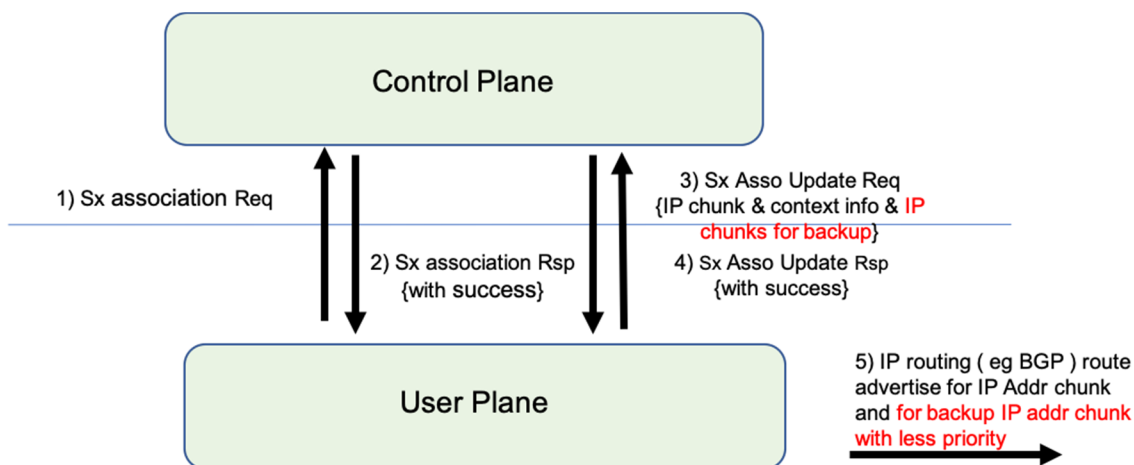 Control Plane
1) Sx association Req
3) Sx Asso Update Req
{IP chunk & context info & IP
chunks for backup}
2) Sx association Rsp
{with success}
4) Sx Asso Update Rsp
{with success}
User Plane
5) IP routing ( eg BGP ) route
advertise for IP Addr chunk
and for backup IP addr chunk
with less priority